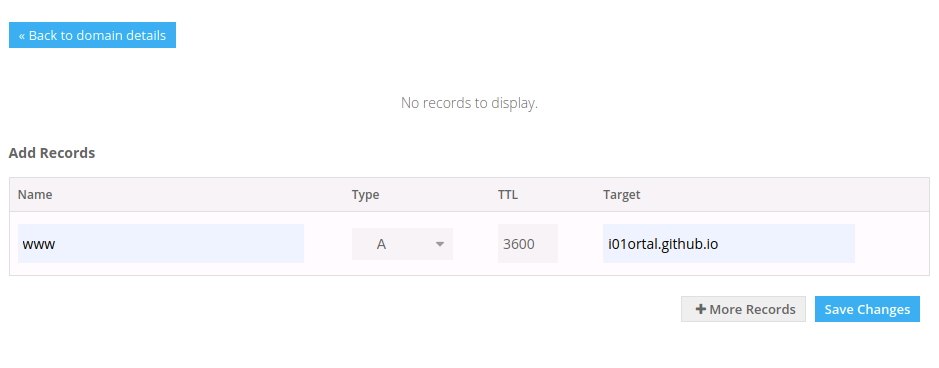 « Back to domain details
No records to display.
Add Records
Name Type TTL Target
www A 3600 i01ortal.github.io
+ More Records Save Changes